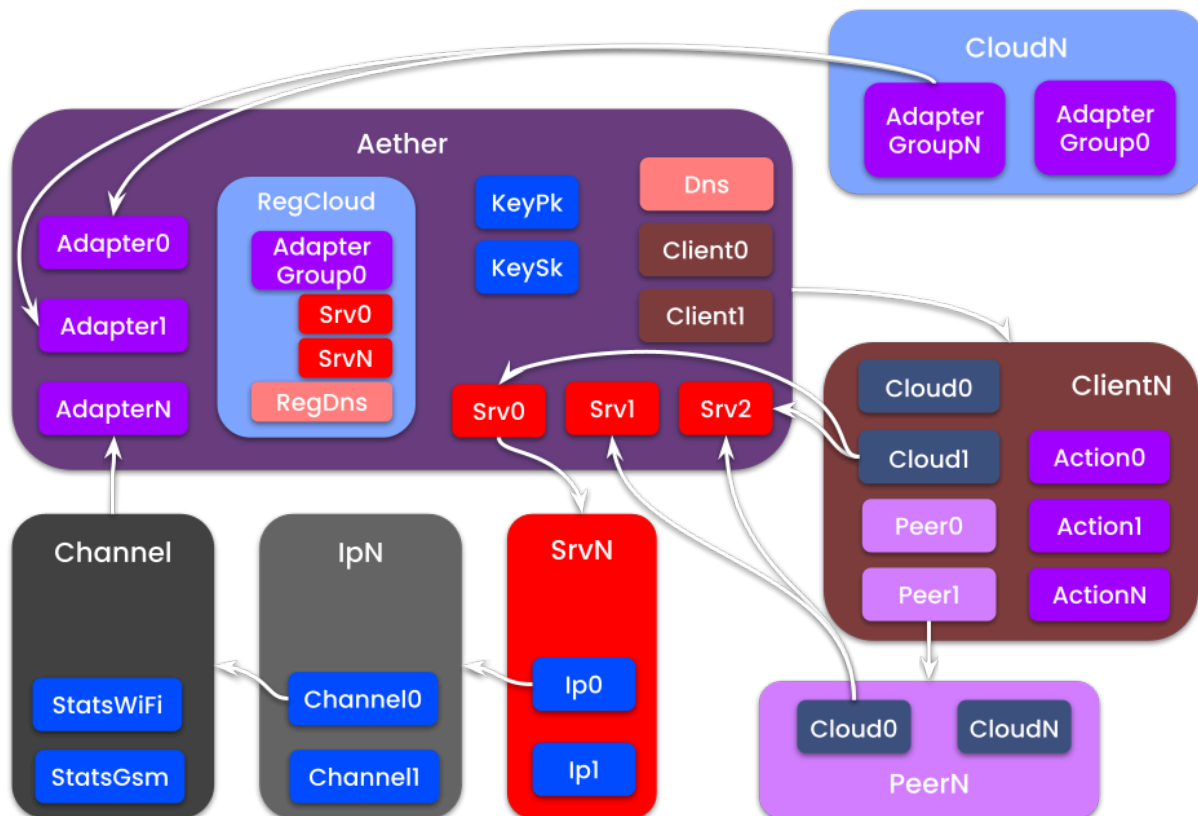 CloudN
Adapter
GroupN
Adapter
Group0
Aether
Adapter0
Adapter1
AdapterN
RegCloud
Adapter
Group0
Srv0
SrvN
RegDns
KeyPk
KeySk
Dns
Client0
Client1
Srv0
Srv1
Srv2
ClientN
Cloud0
Cloud1
Peer0
Peer1
Action0
Action1
ActionN
Channel
StatsWiFi
StatsGsm
IpN
Channel0
Channel1
SrvN
Ip0
Ip1
Cloud0
CloudN
PeerN